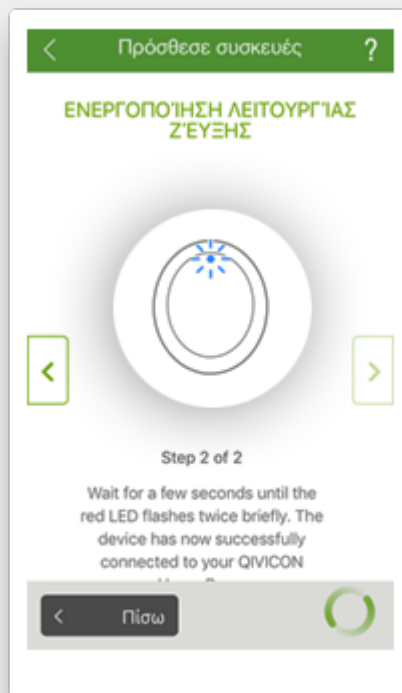 Πρόσθεσε συσκευές
?
ΕΝΕΡΓΟΠΟΊΗΣΗ ΛΕΙΤΟΥΡΓΊΑΣ
ΖΈΥΞΗΣ
Step 2 of 2
Wait for a few seconds until the
red LED flashes twice briefly. The
device has now successfully
connected to your QIVICON
Πίσω